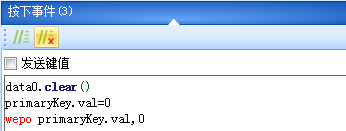 按下事件(3)
发送键值
data0.clear()
primaryKey.val=0
wepo primaryKey.val,0